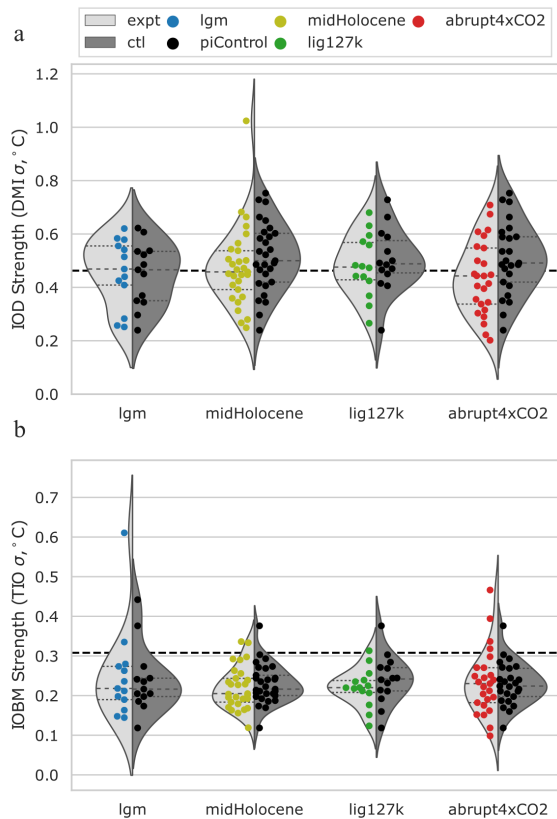 a
expt lgm midHolocene abrupt4xCO2
ctl piControl lig127k
1.2
1.0
0.8
0.6
0.4
0.2
0.0
IOD Strength (DMI σ,°C)
lgm midHolocene lig127k abrupt4xCO2
b
0.7
0.6
0.5
0.4
0.3
0.2
0.1
0.0
IOBM Strength (TIO σ,°C)
lgm midHolocene lig127k abrupt4xCO2